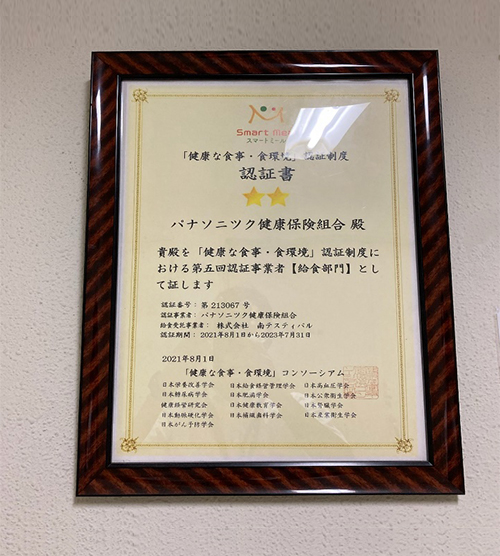 Smart Meal
スマートミール
「健康な食事・食環境」認証制度
認証書
パナソニック健康保険組合 殿
貴殿を「健康な食事・食環境」認証制度に
おける第五回認証事業者【給食部門】とし
て証します
認証番号： 第 213067 号
認証事業者： パナソニック健康保険組合
給食受託事業者： 株式会社 南テスティパル
認証期間： 2021年8月1日から2023年7月31日
2021年8月1日
「健康な食事・食環境」コンソーシアム
日本栄養改善学会 日本給食経営管理学会 日本高血圧学会
日本糖尿病学会 日本肥満学会 日本公衆衛生学会
健康経営研究会 日本健康教育学会 日本腎臓学会
日本動脈硬化学会 日本補綴歯科学会 日本産業衛生学会
日本がん予防学会